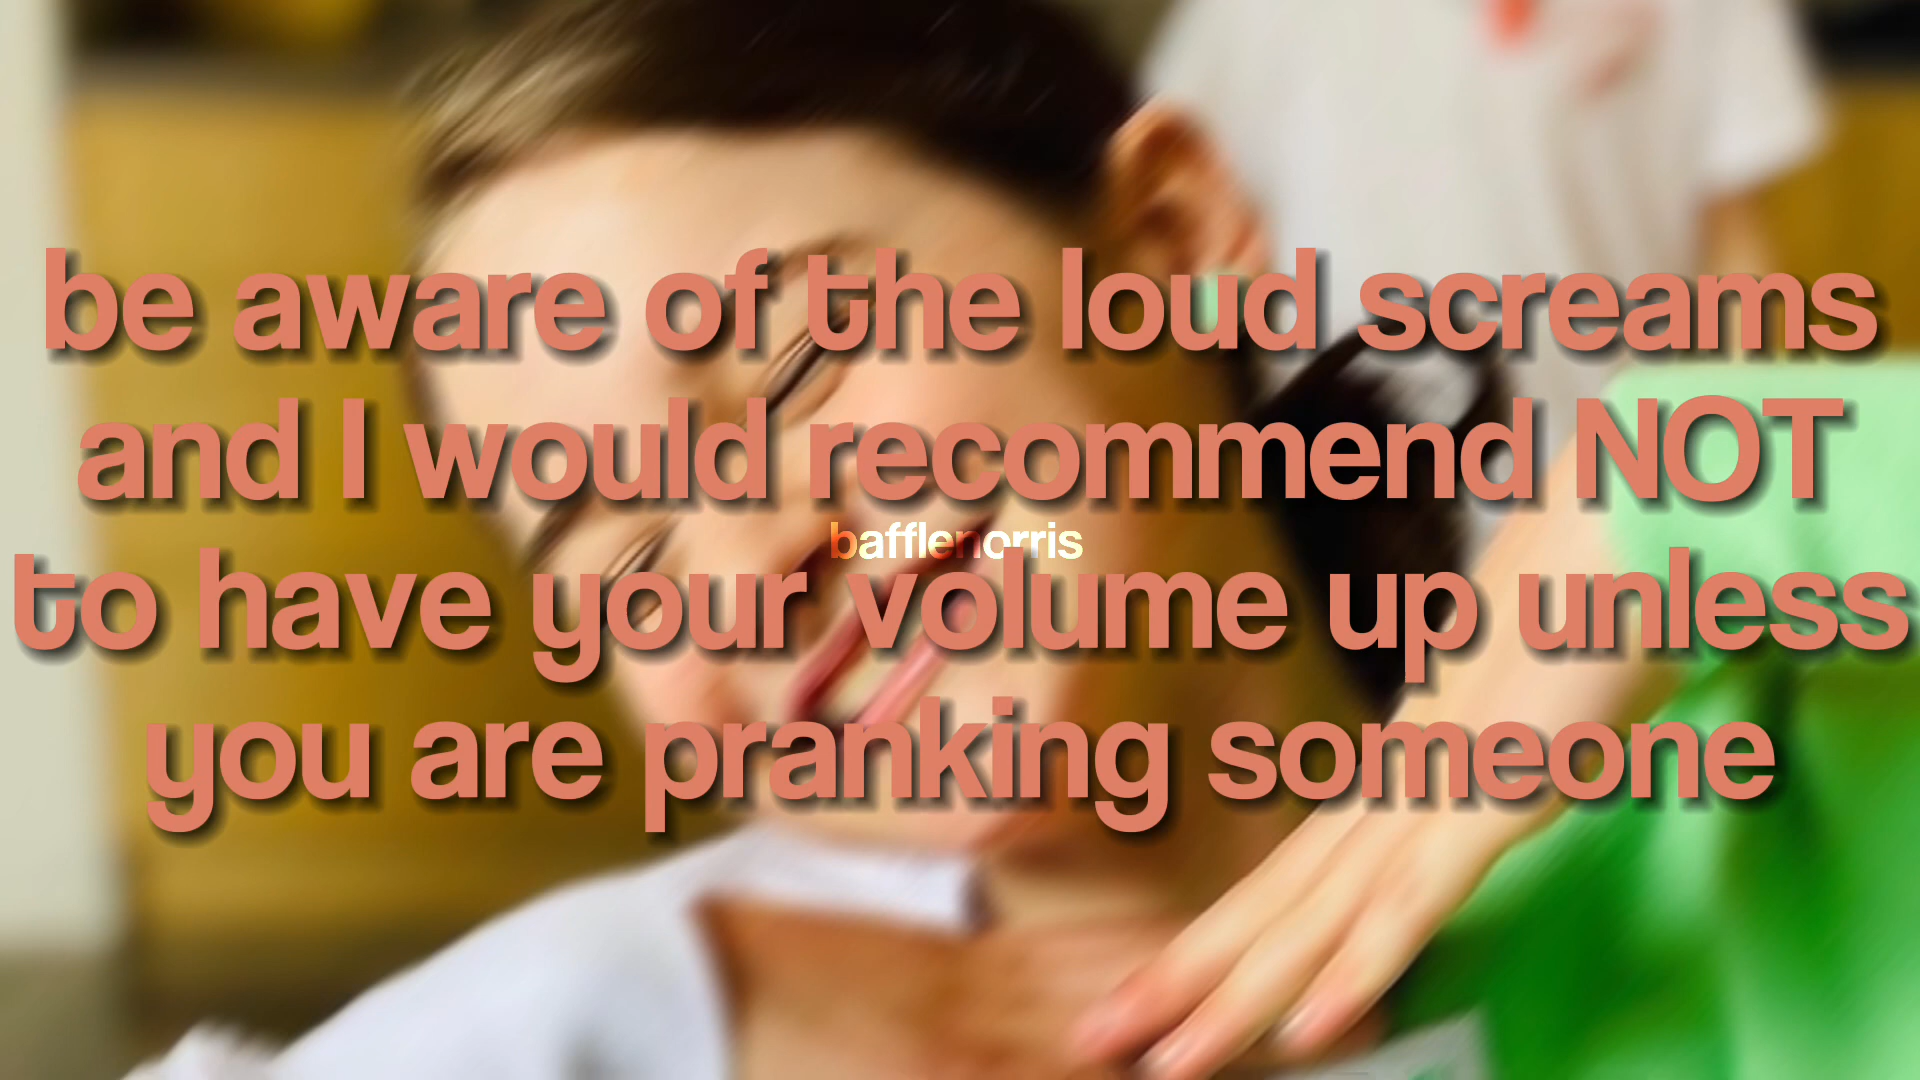 be aware of the loud screams
and I would recommend NOT
bafflenorris
to have your volume up unless
you are pranking someone